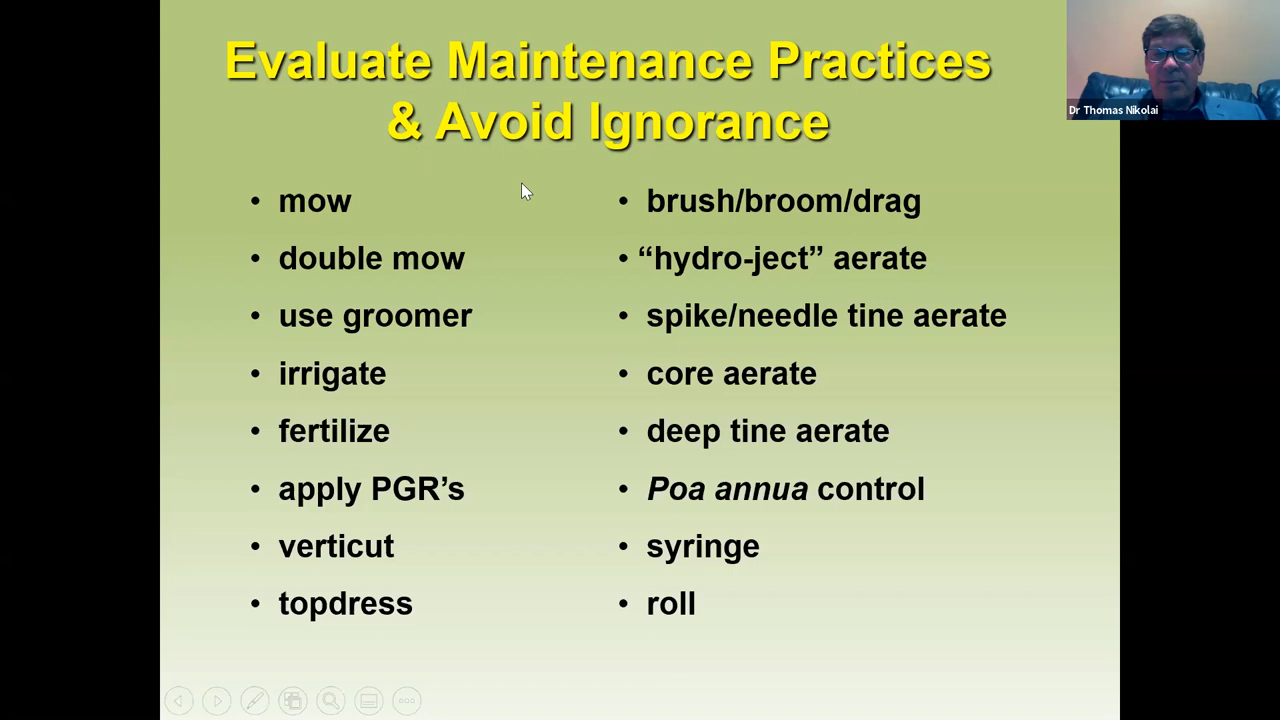 Evaluate Maintenance Practices
& Avoid Ignorance
• mow
• double mow
• use groomer
• irrigate
• fertilize
• apply PGR’s
• verticut
• topdress
• brush/broom/drag
• “hydro-ject” aerate
• spike/needle tine aerate
• core aerate
• deep tine aerate
• Poa annua control
• syringe
• roll
Dr Thomas Nikolai